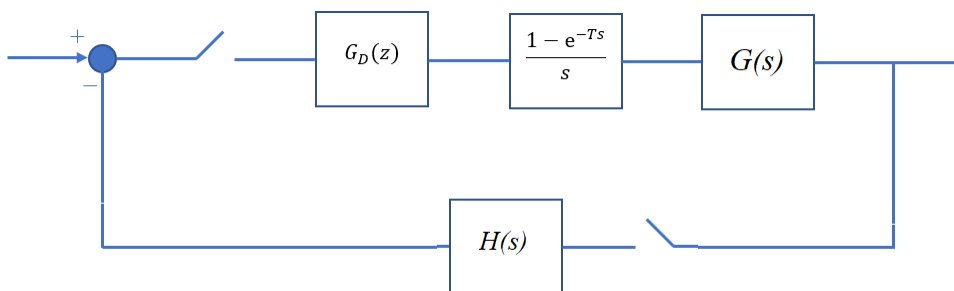 +
−
G_D(z)
1 − e^{−Ts}
s
G(s)
H(s)